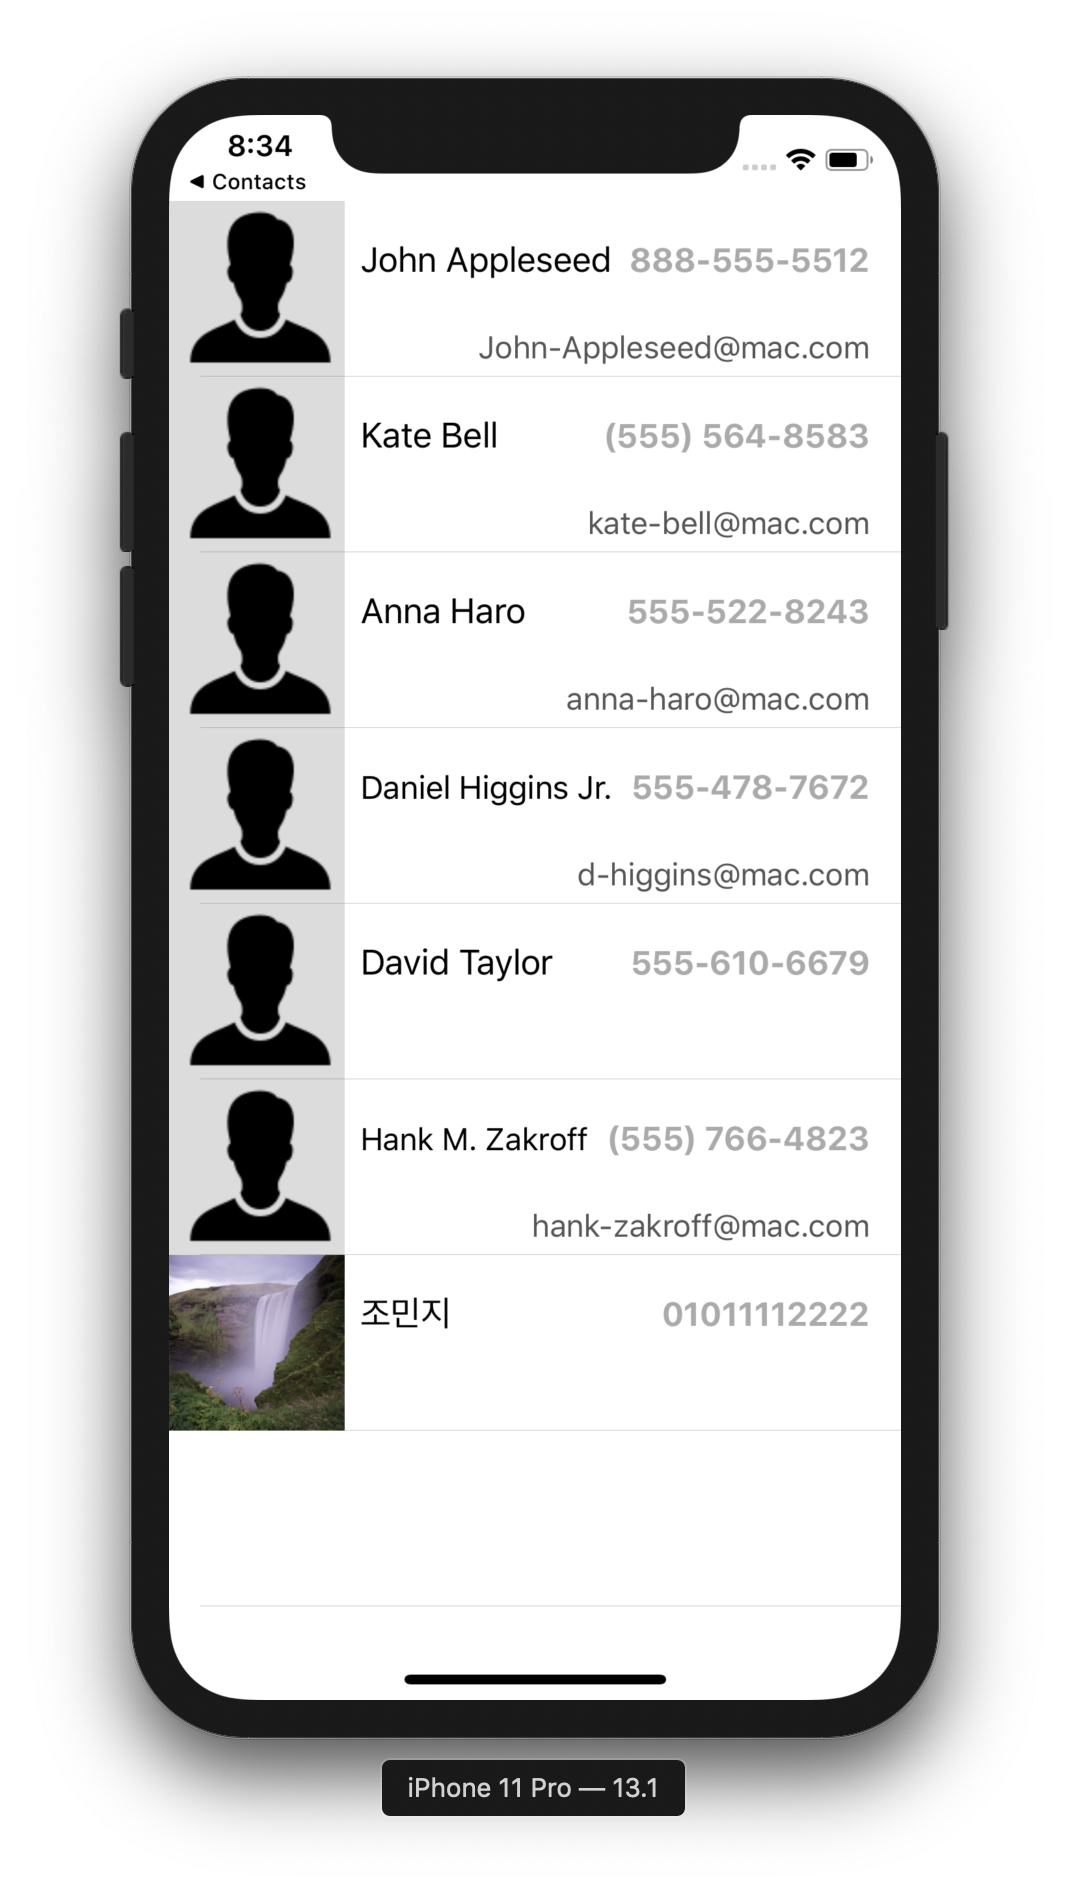 8:34
◀ Contacts
John Appleseed 888-555-5512
John-Appleseed@mac.com
Kate Bell (555) 564-8583
kate-bell@mac.com
Anna Haro 555-522-8243
anna-haro@mac.com
Daniel Higgins Jr. 555-478-7672
d-higgins@mac.com
David Taylor 555-610-6679
Hank M. Zakroff (555) 766-4823
hank-zakroff@mac.com
조민지 01011112222
iPhone 11 Pro — 13.1